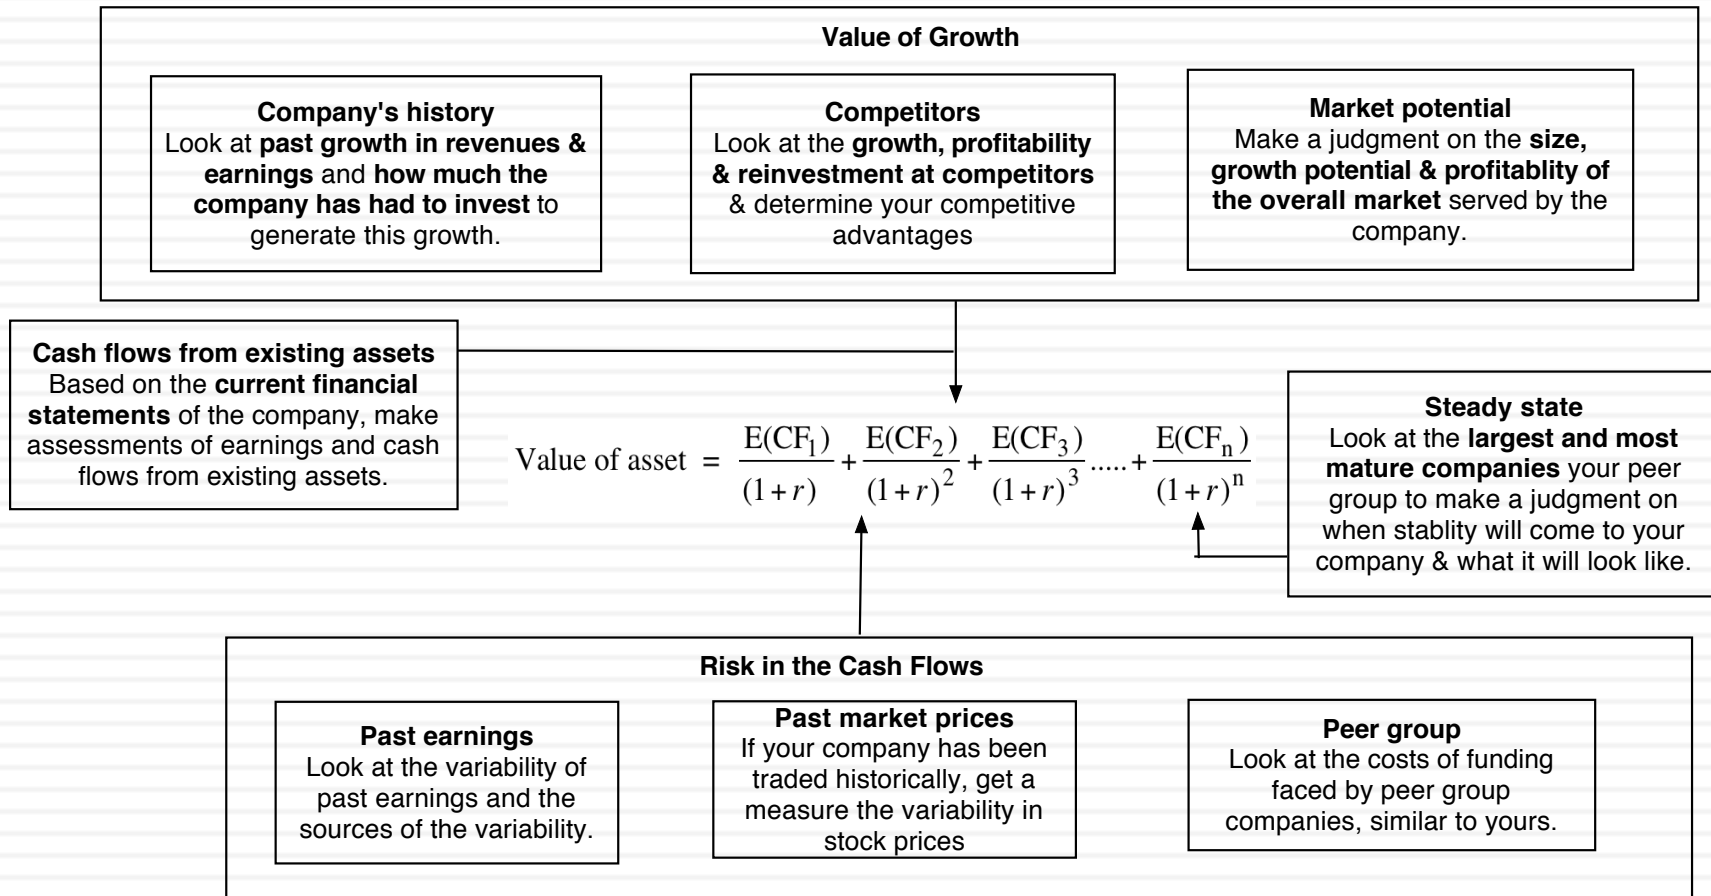 Value of Growth
Company's history
Look at past growth in revenues &
earnings and how much the
company has had to invest to
generate this growth.
Competitors
Look at the growth, profitability
& reinvestment at competitors
& determine your competitive
advantages
Market potential
Make a judgment on the size,
growth potential & profitablity of
the overall market served by the
company.
Cash flows from existing assets
Based on the current financial
statements of the company, make
assessments of earnings and cash
flows from existing assets.
Value of asset = E(CF₁)/(1+r) + E(CF₂)/(1+r)² + E(CF₃)/(1+r)³ ..... + E(CFₙ)/(1+r)ⁿ
Steady state
Look at the largest and most
mature companies your peer
group to make a judgment on
when stablity will come to your
company & what it will look like.
Risk in the Cash Flows
Past earnings
Look at the variability of
past earnings and the
sources of the variability.
Past market prices
If your company has been
traded historically, get a
measure the variability in
stock prices
Peer group
Look at the costs of funding
faced by peer group
companies, similar to yours.